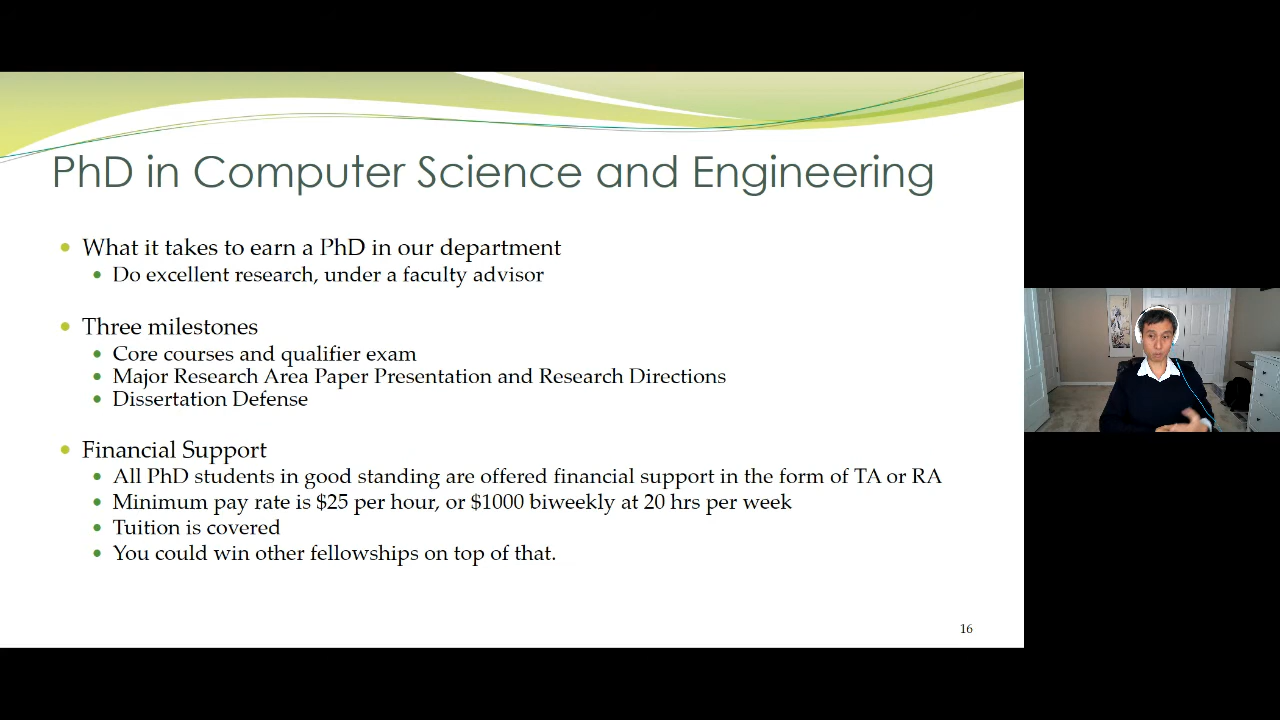 PhD in Computer Science and Engineering
What it takes to earn a PhD in our department
Do excellent research, under a faculty advisor
Three milestones
Core courses and qualifier exam
Major Research Area Paper Presentation and Research Directions
Dissertation Defense
Financial Support
All PhD students in good standing are offered financial support in the form of TA or RA
Minimum pay rate is $25 per hour, or $1000 biweekly at 20 hrs per week
Tuition is covered
You could win other fellowships on top of that.
16